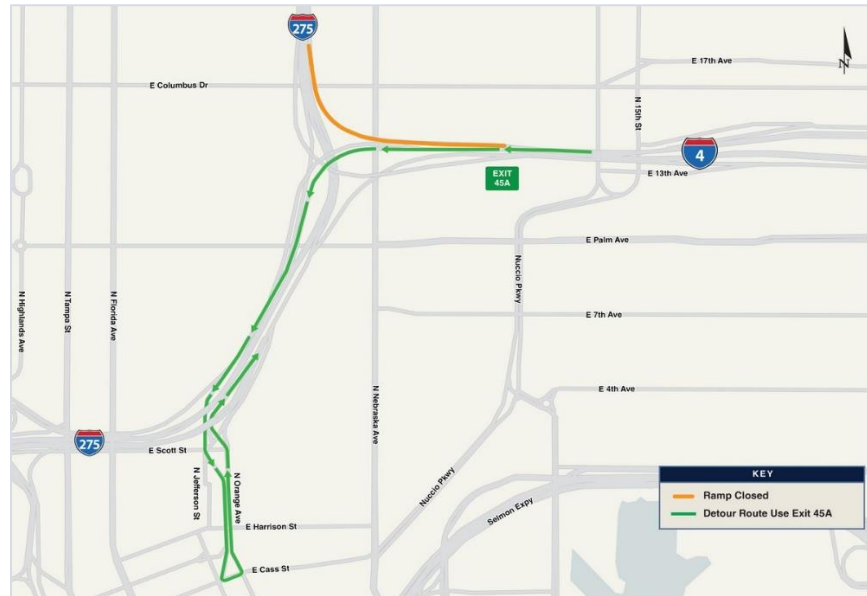 275
E 17th Ave
N
E Columbus Dr
N 15th St
4
EXIT
45A
E 13th Ave
E Palm Ave
Nuccio Pkwy
N Highlands Ave
N Tampa St
N Florida Ave
E 7th Ave
N Nebraska Ave
E 4th Ave
275
E Scott St
N Jefferson St
N Orange Ave
Nuccio Pkwy
Selmon Expy
KEY
Ramp Closed
Detour Route Use Exit 45A
E Harrison St
E Cass St